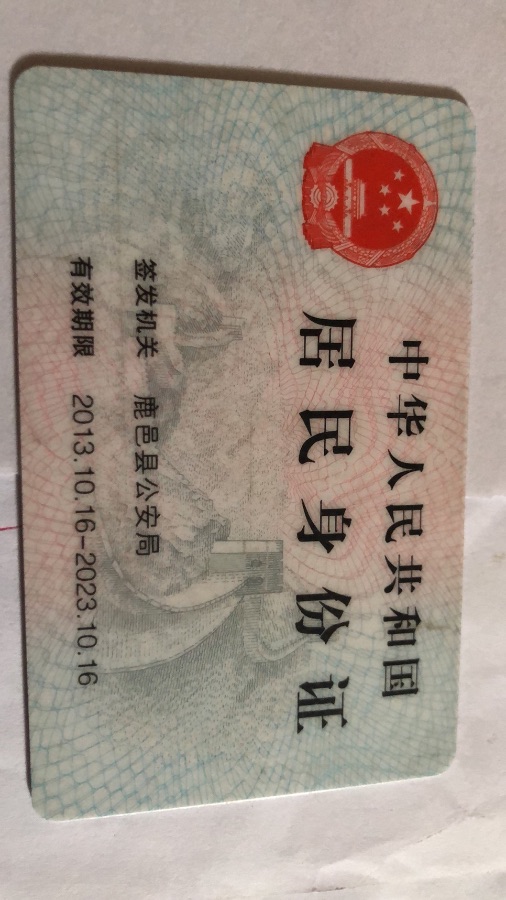 中华人民共和国
居民身份证
签发机关 鹿邑县公安局
有效期限 2013.10.16-2023.10.16